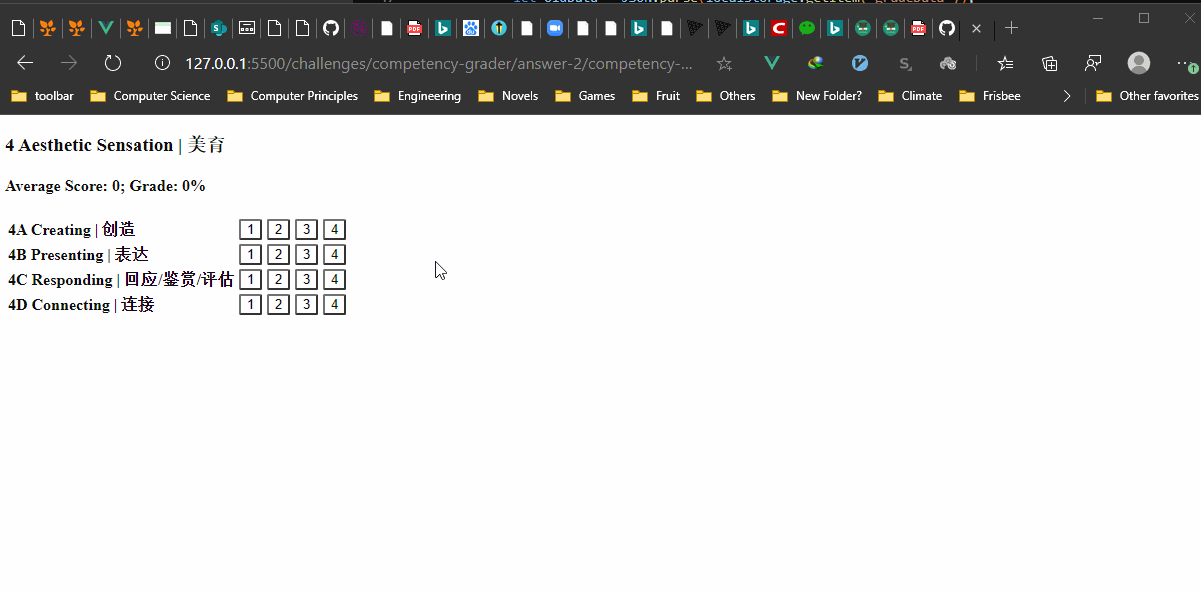 127.0.0.1:5500/challenges/competency-grader/answer-2/competency-...
toolbar Computer Science Computer Principles Engineering Novels Games Fruit Others New Folder? Climate Frisbee Other favorites
4 Aesthetic Sensation | 美育
Average Score: 0; Grade: 0%
4A Creating | 创造 1 2 3 4
4B Presenting | 表达 1 2 3 4
4C Responding | 回应/鉴赏/评估 1 2 3 4
4D Connecting | 连接 1 2 3 4